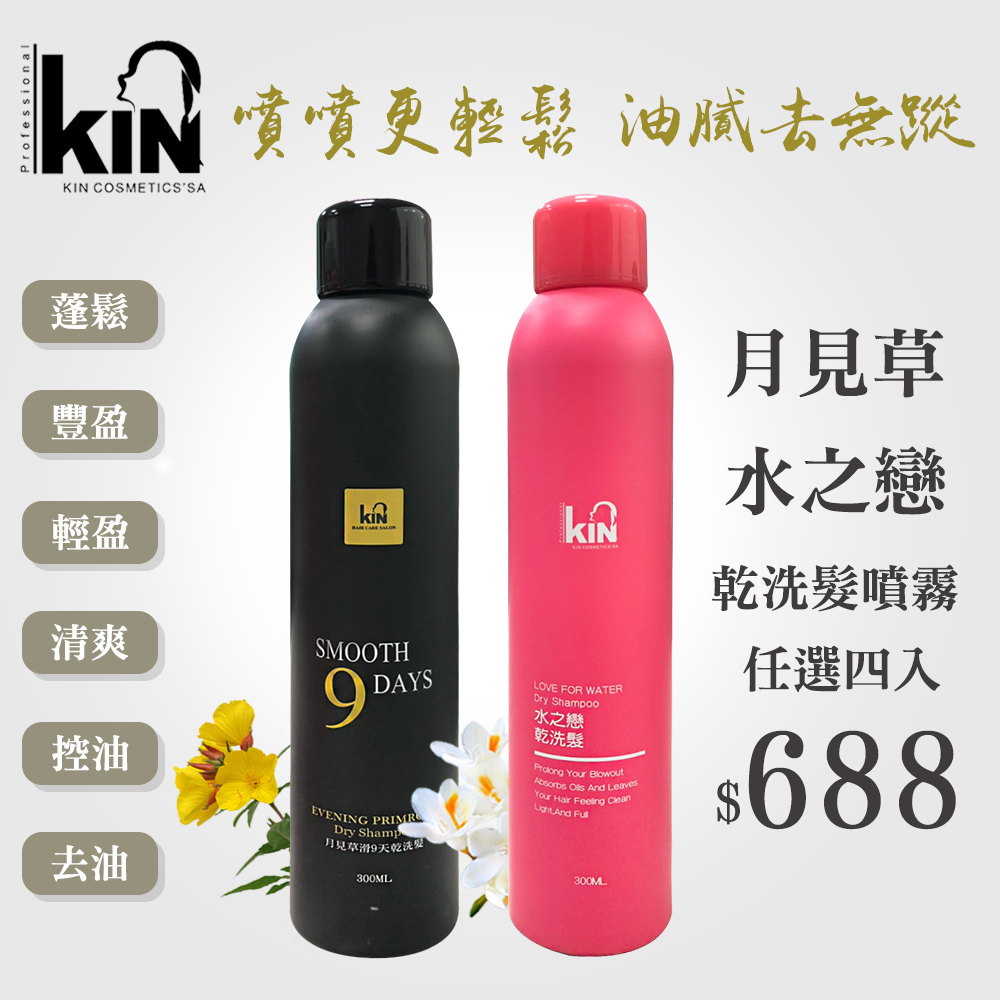 Professional
KIN
KIN COSMETICS'SA
噴噴更輕鬆 油膩去無蹤
蓬鬆
豐盈
輕盈
清爽
控油
去油
KIN
HAIR CARE SALON
SMOOTH
9 DAYS
EVENING PRIMR
Dry Shamp
月見草滑9天乾洗髮
300ML
Professional
KIN
KIN COSMETICS SA
LOVE FOR WATER
Dry Shampoo
水之戀
乾洗髮
Prolong Your Blowout
Absorbs Oils And Leaves
Your Hair Feeling Clean
Light,And Full
300ML
月見草
水之戀
乾洗髮噴霧
任選四入
$688